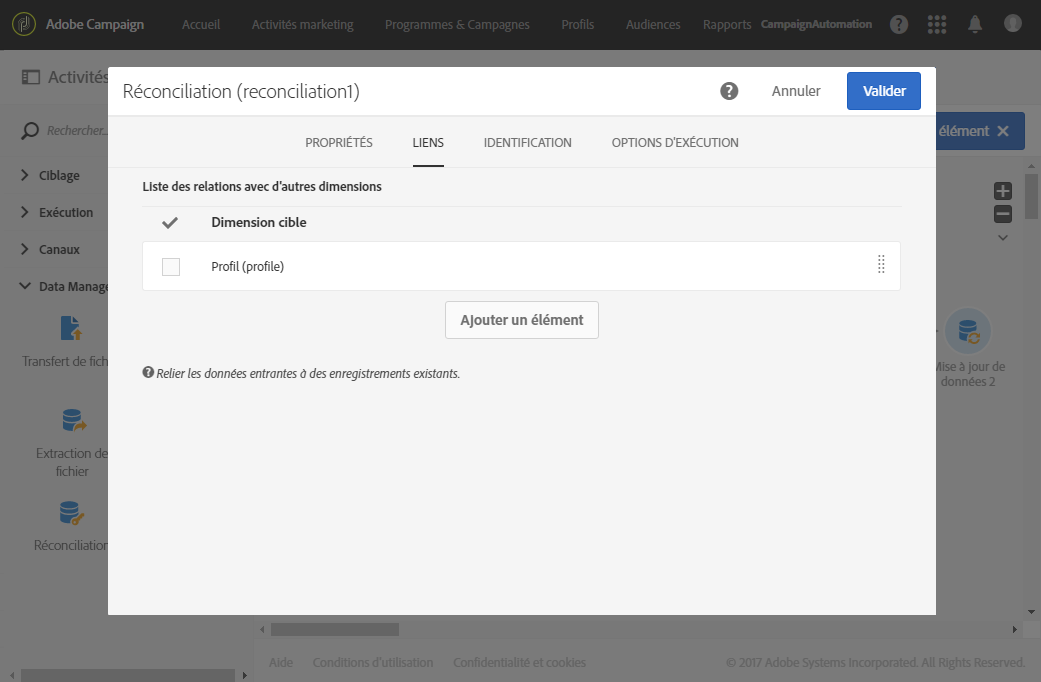 Adobe Campaign
Accueil
Activités marketing
Programmes & Campagnes
Profils
Audiences
Rapports
CampaignAutomation
Activités
Réconciliation (reconciliation1)
Annuler
Valider
Rechercher...
élément
PROPRIÉTÉS
LIENS
IDENTIFICATION
OPTIONS D'EXÉCUTION
Ciblage
Liste des relations avec d'autres dimensions
Exécution
Dimension cible
Canaux
Profil (profile)
Data Manage
Ajouter un élément
Transfert de fich
Mise à jour de
données 2
Relier les données entrantes à des enregistrements existants.
Extraction de
fichier
Réconciliation
Aide
Conditions d'utilisation
Confidentialité et cookies
© 2017 Adobe Systems Incorporated. All Rights Reserved.